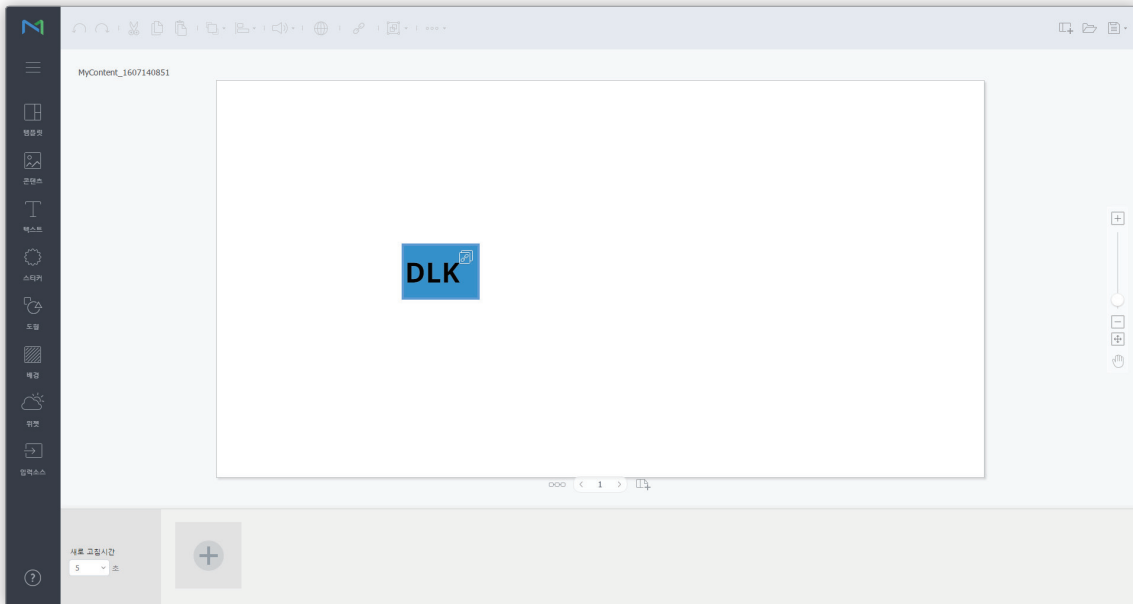 MyContent_1607140851
템플릿
콘텐츠
텍스트
스티커
도형
배경
위젯
입력소스
DLK
1
새로 고침시간
5 초
?